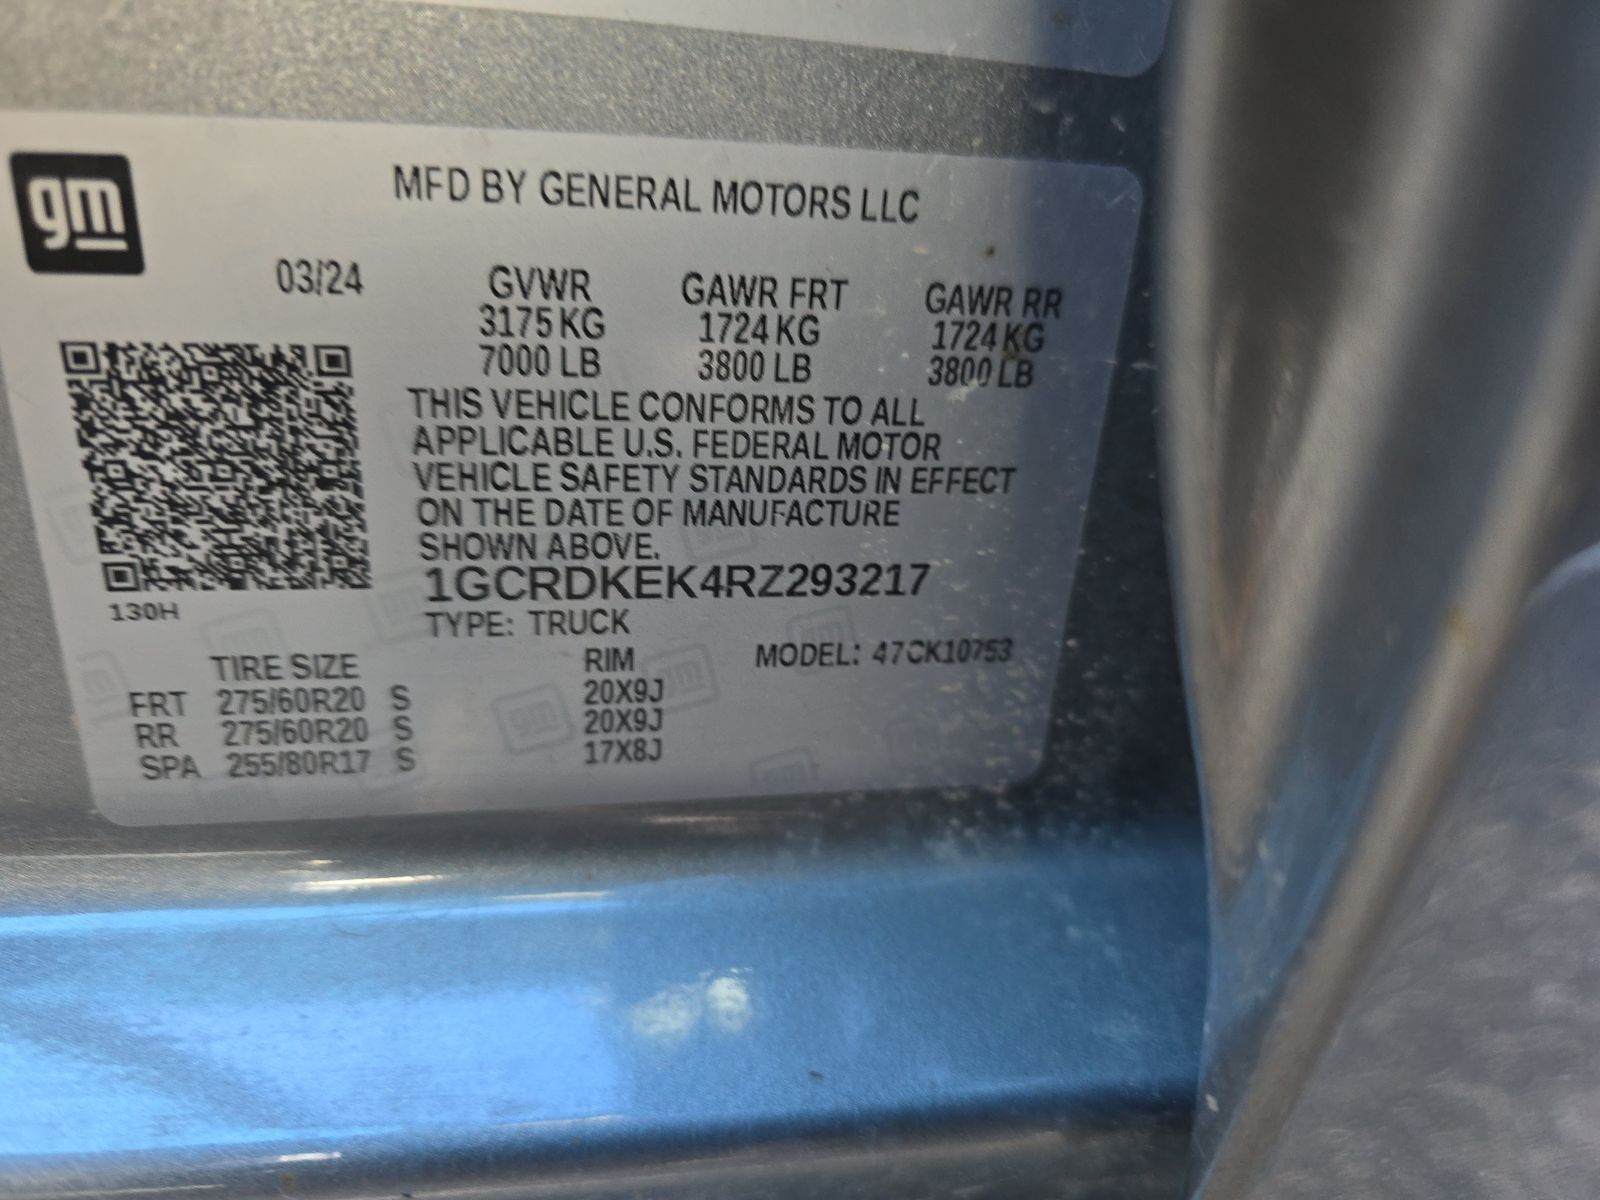 gm
MFD BY GENERAL MOTORS LLC
03/24 GVWR GAWR FRT GAWR RR
3175 KG 1724 KG 1724 KG
7000 LB 3800 LB 3800 LB
THIS VEHICLE CONFORMS TO ALL
APPLICABLE U.S. FEDERAL MOTOR
VEHICLE SAFETY STANDARDS IN EFFECT
ON THE DATE OF MANUFACTURE
SHOWN ABOVE.
1GCRDKEK4RZ293217
130H
TYPE: TRUCK
MODEL: 47CK10753
TIRE SIZE RIM
FRT 275/60R20 S 20X9J
RR 275/60R20 S 20X9J
SPA 255/80R17 S 17X8J